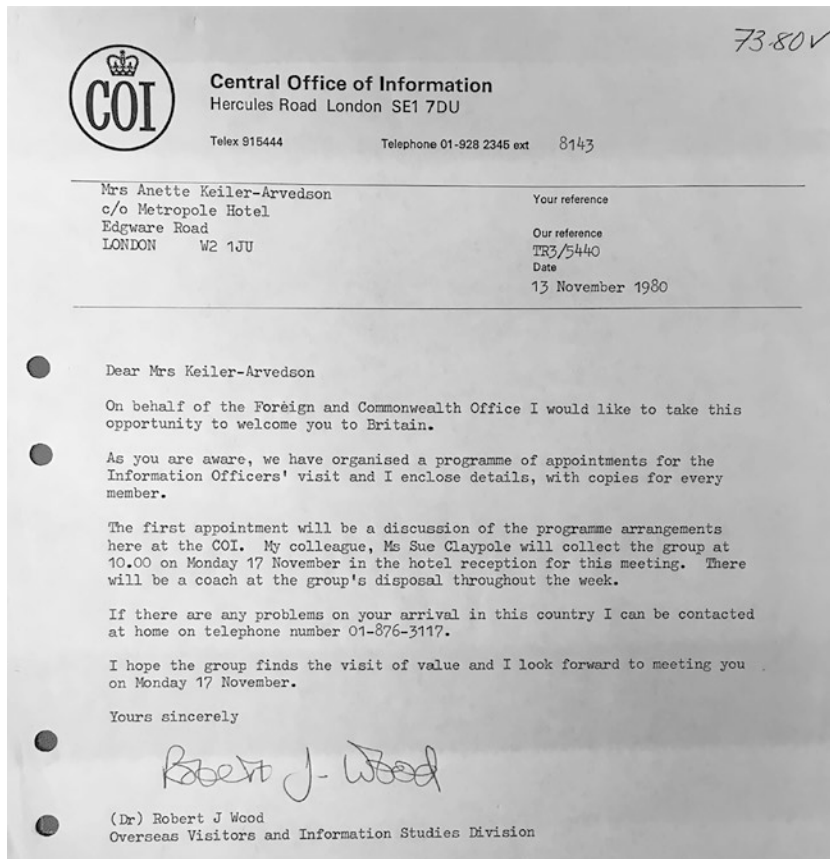 73.80V
COI
Central Office of Information
Hercules Road London SE1 7DU
Telex 915444 Telephone 01-928 2345 ext 8143
Mrs Anette Keiler-Arvedson
c/o Metropole Hotel
Edgware Road
LONDON W2 1JU
Your reference
Our reference
TR3/5440
Date
13 November 1980
Dear Mrs Keiler-Arvedson
On behalf of the Foreign and Commonwealth Office I would like to take this
opportunity to welcome you to Britain.
As you are aware, we have organised a programme of appointments for the
Information Officers' visit and I enclose details, with copies for every
member.
The first appointment will be a discussion of the programme arrangements
here at the COI. My colleague, Ms Sue Claypole will collect the group at
10.00 on Monday 17 November in the hotel reception for this meeting. There
will be a coach at the group's disposal throughout the week.
If there are any problems on your arrival in this country I can be contacted
at home on telephone number 01-876-3117.
I hope the group finds the visit of value and I look forward to meeting you
on Monday 17 November.
Yours sincerely
Robert J. Wood
(Dr) Robert J Wood
Overseas Visitors and Information Studies Division